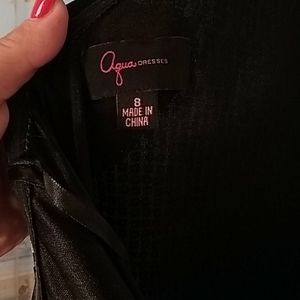 aqua DRESSES
8
MADE IN
CHINA